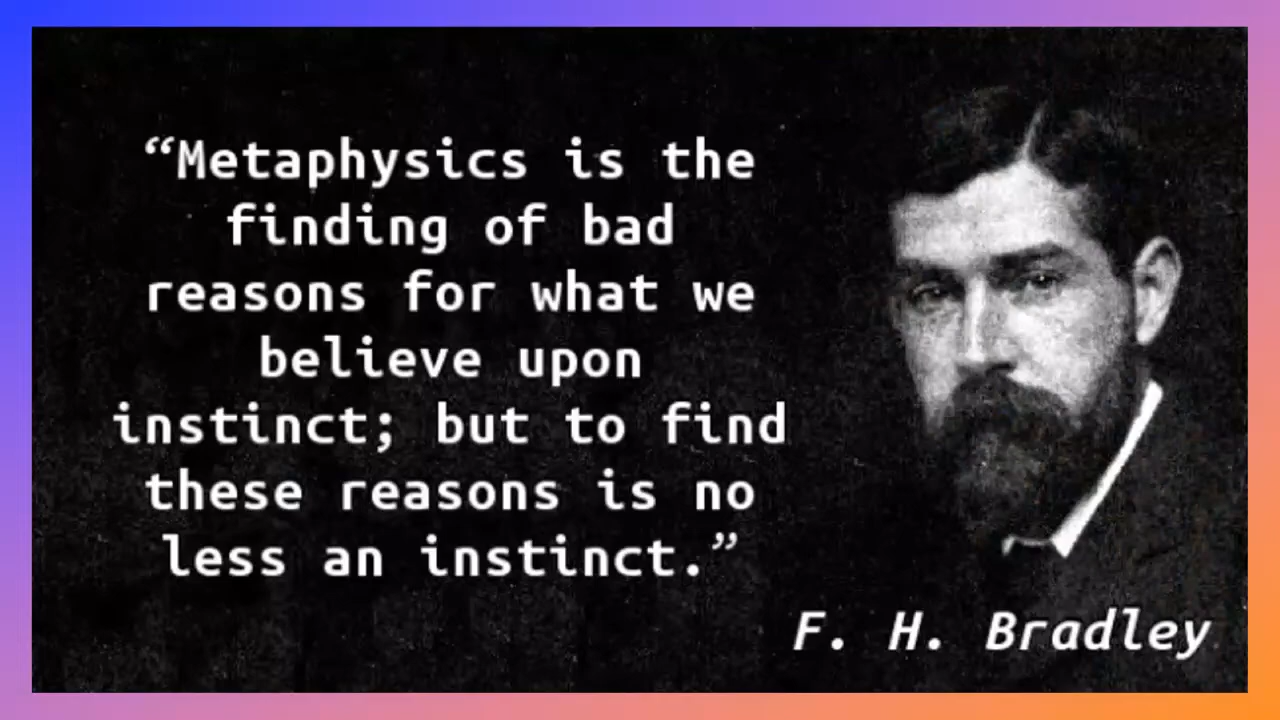 “Metaphysics is the
finding of bad
reasons for what we
believe upon
instinct; but to find
these reasons is no
less an instinct.”
F. H. Bradley